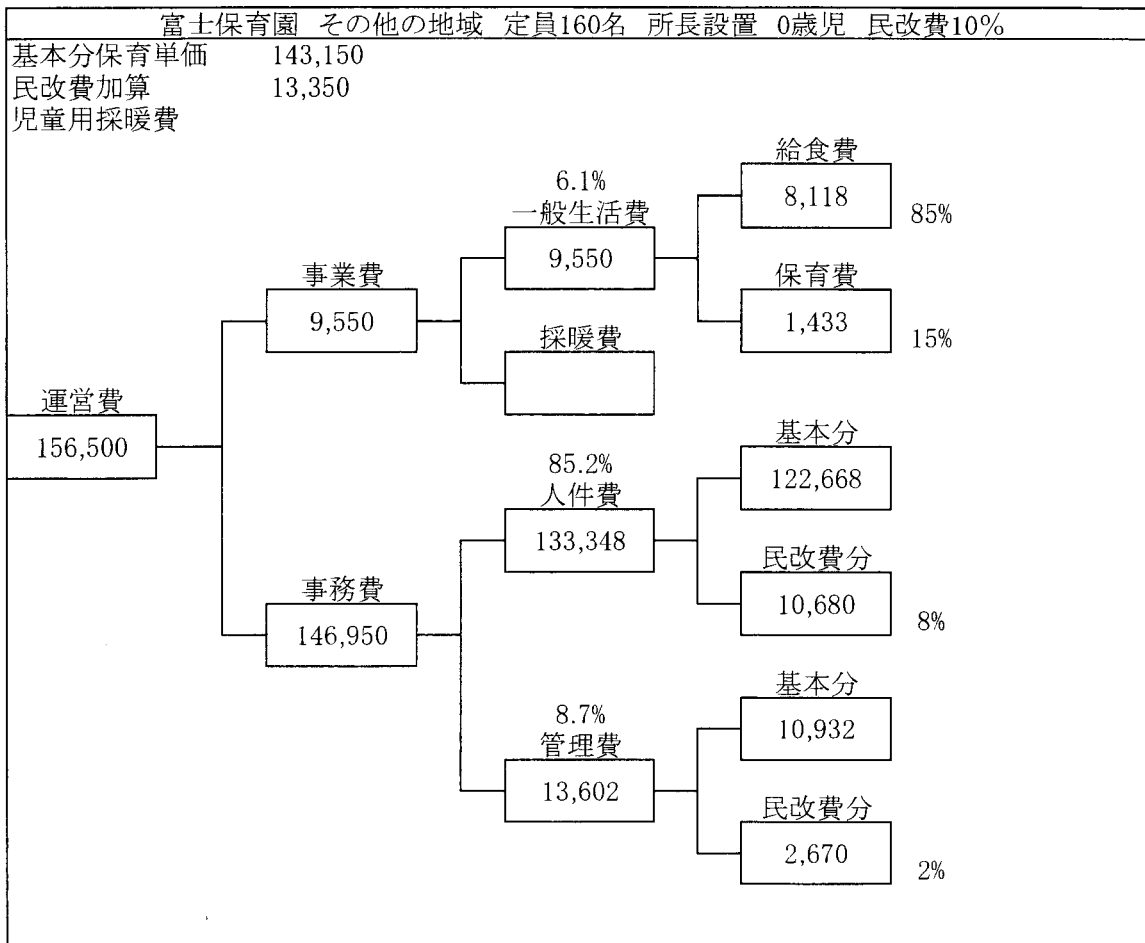 富士保育園 その他の地域 定員160名 所長設置 0歳児 民改費10%
基本分保育単価 143,150
民改費加算 13,350
児童用採暖費
給食費
6.1%
8,118
85%
一般生活費
9,550
事業費
保育費
9,550
1,433
15%
採暖費
運営費
基本分
156,500
85.2%
122,668
人件費
133,348
民改費分
事務費
10,680
8%
146,950
基本分
8.7%
10,932
管理費
13,602
民改費分
2,670
2%